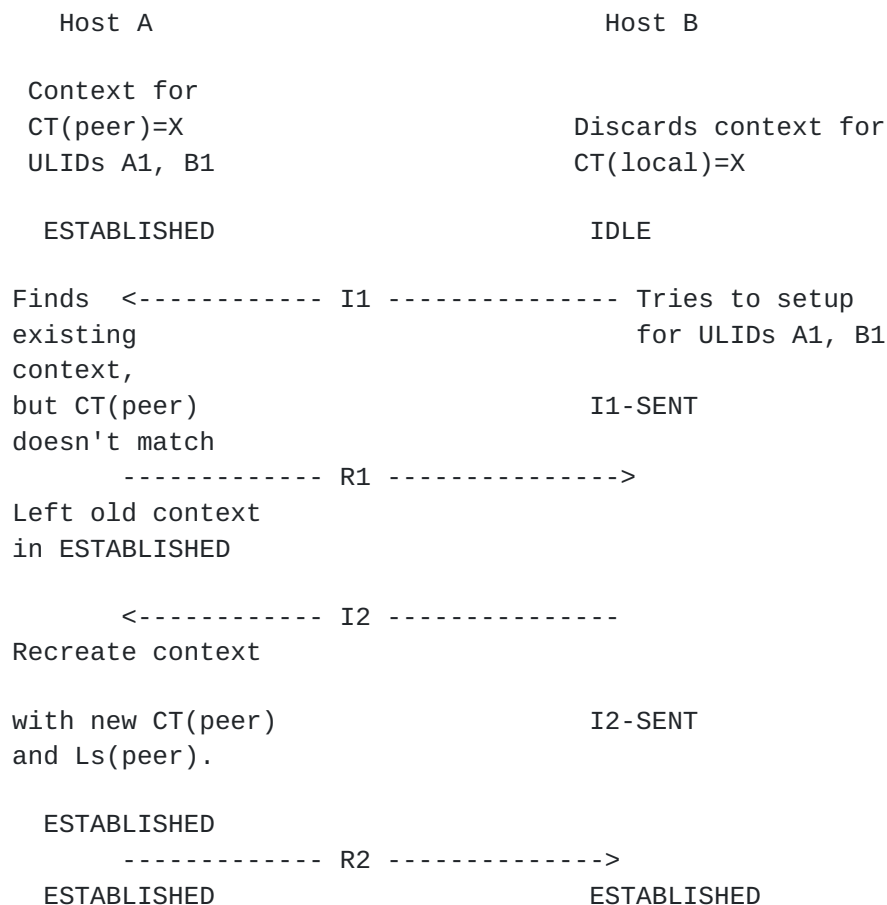 Host A                             Host B

 Context for
 CT(peer)=X                       Discards context for
 ULIDs A1, B1                     CT(local)=X

  ESTABLISHED                        IDLE

Finds  <------------ I1 --------------- Tries to setup
existing                                for ULIDs A1, B1
context,
but CT(peer)                         I1-SENT
doesn't match
       ------------- R1 --------------->
Left old context
in ESTABLISHED

       <------------ I2 ---------------
Recreate context

with new CT(peer)                    I2-SENT
and Ls(peer).

  ESTABLISHED
       ------------- R2 -------------->
  ESTABLISHED                        ESTABLISHED